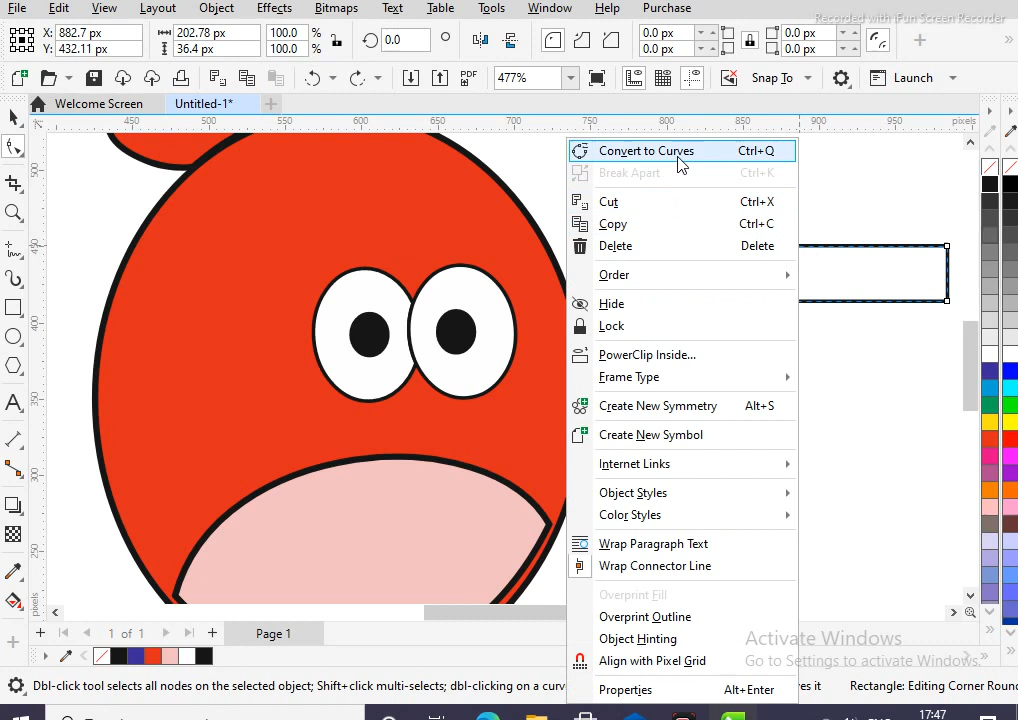 File Edit View Layout Object Effects Bitmaps Text Table Tools Window Help Purchase
Recorded with iFun Screen Recorder
X: 882.7 px 202.78 px 100.0 % 0.0 0.0 px 0.0 px
Y: 432.11 px 36.4 px 100.0 % 0.0 px 0.0 px
PDF 477% Snap To Launch
Welcome Screen Untitled-1*
450 500 550 600 650 700 750 800 850 900 950 pixels
500
450
400
350
300
250
pixels
Convert to Curves Ctrl+Q
Break Apart Ctrl+K
Cut Ctrl+X
Copy Ctrl+C
Delete Delete
Order
Hide
Lock
PowerClip Inside...
Frame Type
Create New Symmetry Alt+S
Create New Symbol
Internet Links
Object Styles
Color Styles
Wrap Paragraph Text
Wrap Connector Line
Overprint Fill
Overprint Outline
Object Hinting
Align with Pixel Grid
Properties Alt+Enter
1 of 1 Page 1
Activate Windows
Go to Settings to activate Windows.
Dbl-click tool selects all nodes on the selected object; Shift+click multi-selects; dbl-clicking on a curv
es it Rectangle: Editing Corner Roun
17:47